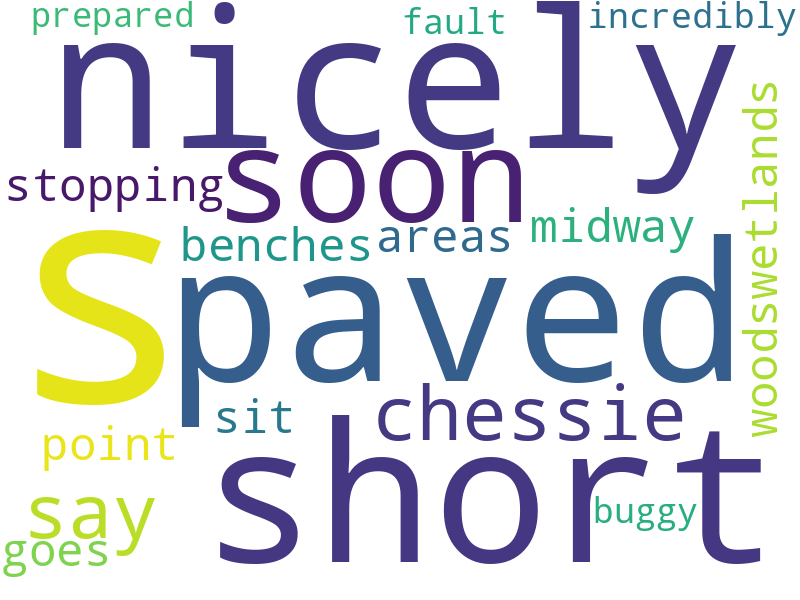 prepared
fault
incredibly
nicely
soon
stopping
woodswetlands
benches
areas
midway
s
paved
sit
chessie
point
short
say
buggy
goes